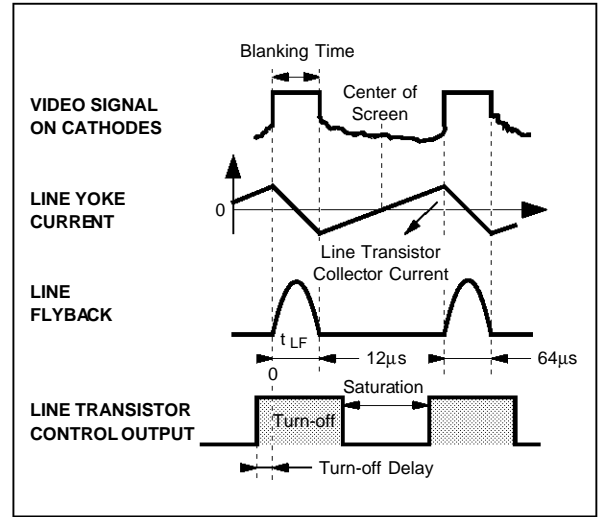 Blanking Time
VIDEO SIGNAL
ON CATHODES
Center of
Screen
LINE YOKE
CURRENT
0
Line Transistor
Collector Current
LINE
FLYBACK
t LF
12μs
64μs
0
Saturation
LINE TRANSISTOR
CONTROL OUTPUT
Turn-off
Turn-off Delay